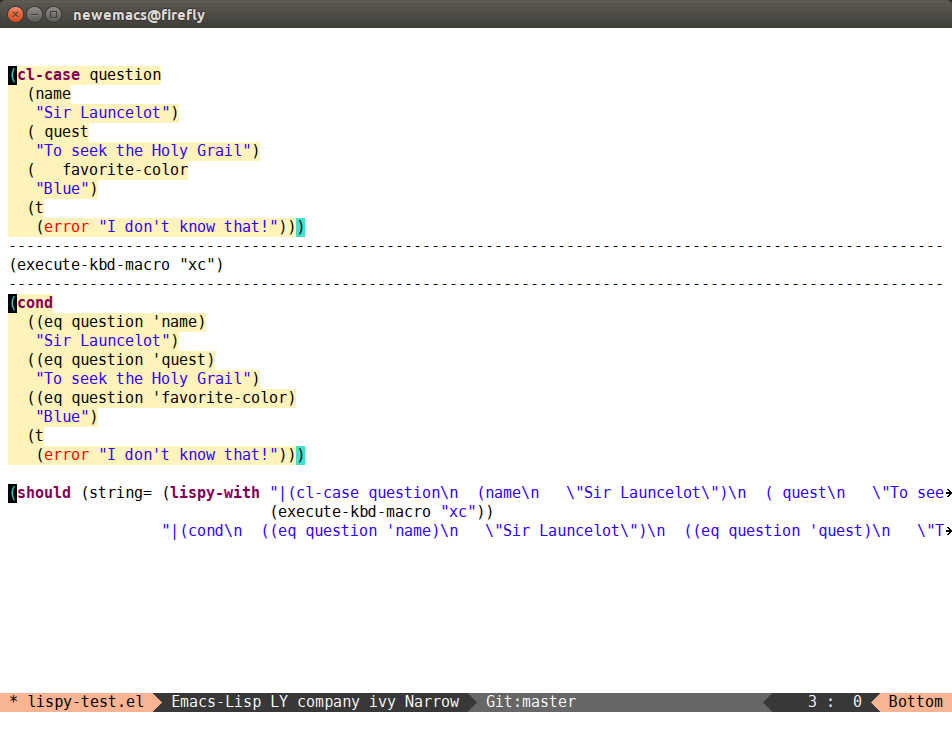 newemacs@firefly
(cl-case question
  (name
   "Sir Launcelot")
  ( quest
   "To seek the Holy Grail")
  (   favorite-color
   "Blue")
  (t
   (error "I don't know that!")))
--------------------------------------------------------------------------------------------------------
(execute-kbd-macro "xc")
--------------------------------------------------------------------------------------------------------
(cond
  ((eq question 'name)
   "Sir Launcelot")
  ((eq question 'quest)
   "To seek the Holy Grail")
  ((eq question 'favorite-color)
   "Blue")
  (t
   (error "I don't know that!")))
(should (string= (lispy-with "|(cl-case question\n  (name\n   \"Sir Launcelot\")\n  ( quest\n   \"To see
                             (execute-kbd-macro "xc"))
                 "|(cond\n  ((eq question 'name)\n   \"Sir Launcelot\")\n  ((eq question 'quest)\n   \"T
* lispy-test.el Emacs-Lisp LY company ivy Narrow Git:master 3 :  0 Bottom